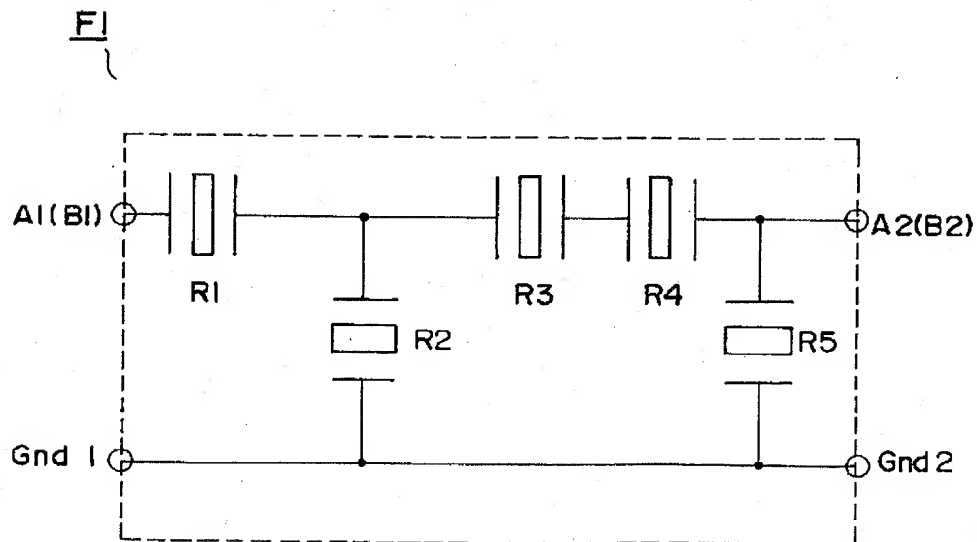 F1
A1(B1)
A2(B2)
R1
R3
R4
R2
R5
Gnd 1
Gnd 2